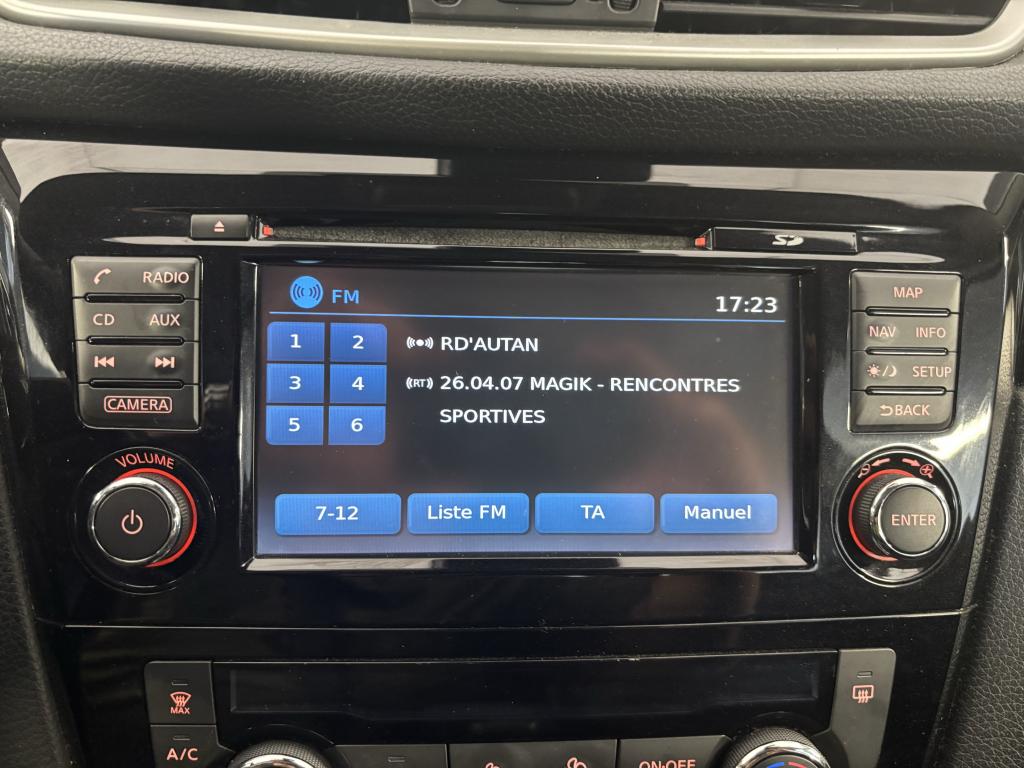 SD
RADIO
CD AUX
CAMERA
VOLUME
FM
17:23
1 2
3 4
5 6
RD'AUTAN
(RT) 26.04.07 MAGIK - RENCONTRES
SPORTIVES
7-12 Liste FM TA Manuel
MAP
NAV INFO
SETUP
BACK
ENTER
MAX
A/C
ON·OFF